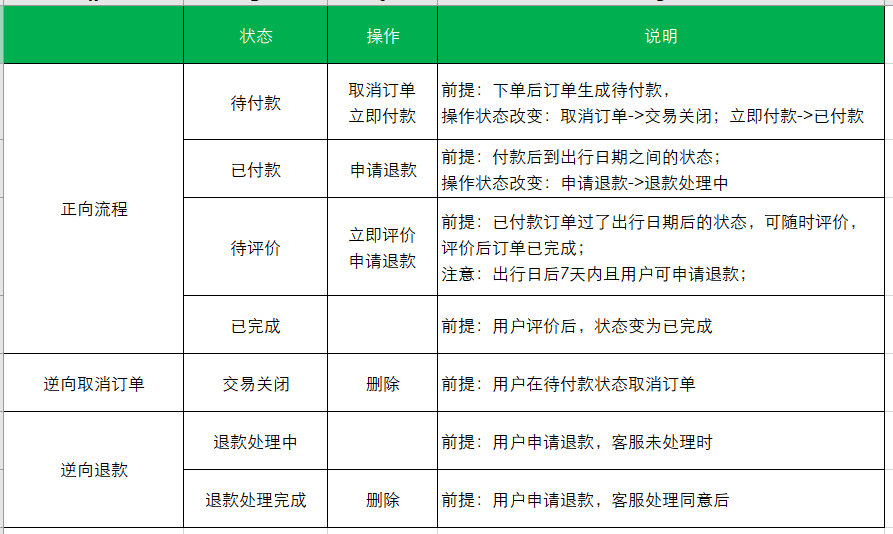 状态 操作 说明
正向流程
待付款
取消订单
立即付款
前提：下单后订单生成待付款，
操作状态改变：取消订单->交易关闭；立即付款->已付款
已付款
申请退款
前提：付款后到出行日期之间的状态；
操作状态改变：申请退款->退款处理中
待评价
立即评价
申请退款
前提：已付款订单过了出行日期后的状态，可随时评价，
评价后订单已完成；
注意：出行日后7天内且用户可申请退款；
已完成
前提：用户评价后，状态变为已完成
逆向取消订单 交易关闭 删除 前提：用户在待付款状态取消订单
逆向退款
退款处理中 前提：用户申请退款，客服未处理时
退款处理完成 删除 前提：用户申请退款，客服处理同意后